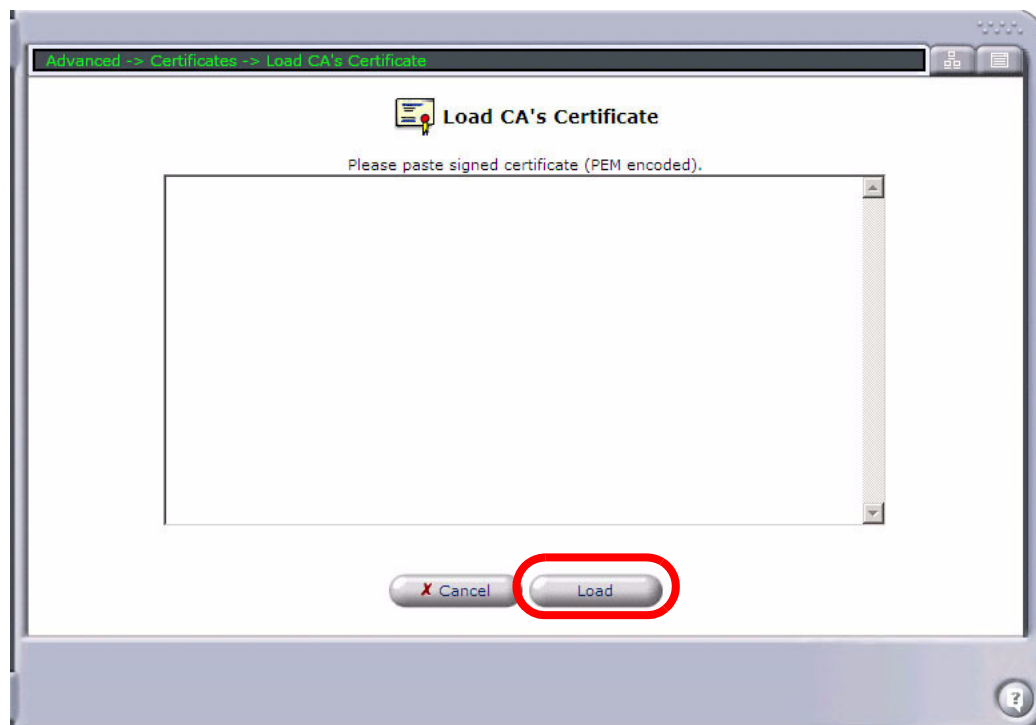 Advanced -> Certificates -> Load CA's Certificate
Load CA's Certificate
Please paste signed certificate (PEM encoded).
✗ Cancel
Load
?